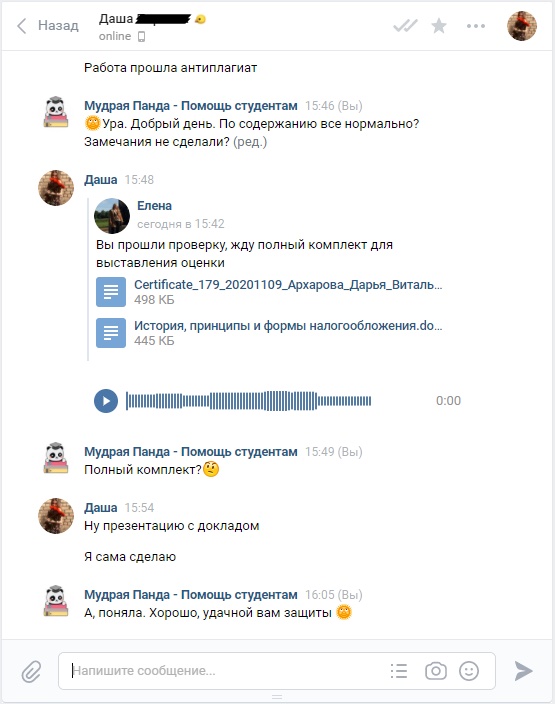 Назад
Даша
online
Работа прошла антиплагиат
Мудрая Панда - Помощь студентам 15:46 (Вы)
Ура. Добрый день. По содержанию все нормально?
Замечания не сделали? (ред.)
Даша 15:48
Елена
сегодня в 15:42
Вы прошли проверку, жду полный комплект для
выставления оценки
Certificate_179_20201109_Архарова_Дарья_Виталь...
498 КБ
История, принципы и формы налогообложения.do...
445 КБ
0:00
Мудрая Панда - Помощь студентам 15:49 (Вы)
Полный комплект?
Даша 15:54
Ну презентацию с докладом
Я сама сделаю
Мудрая Панда - Помощь студентам 16:05 (Вы)
А, поняла. Хорошо, удачной вам защиты
Напишите сообщение...